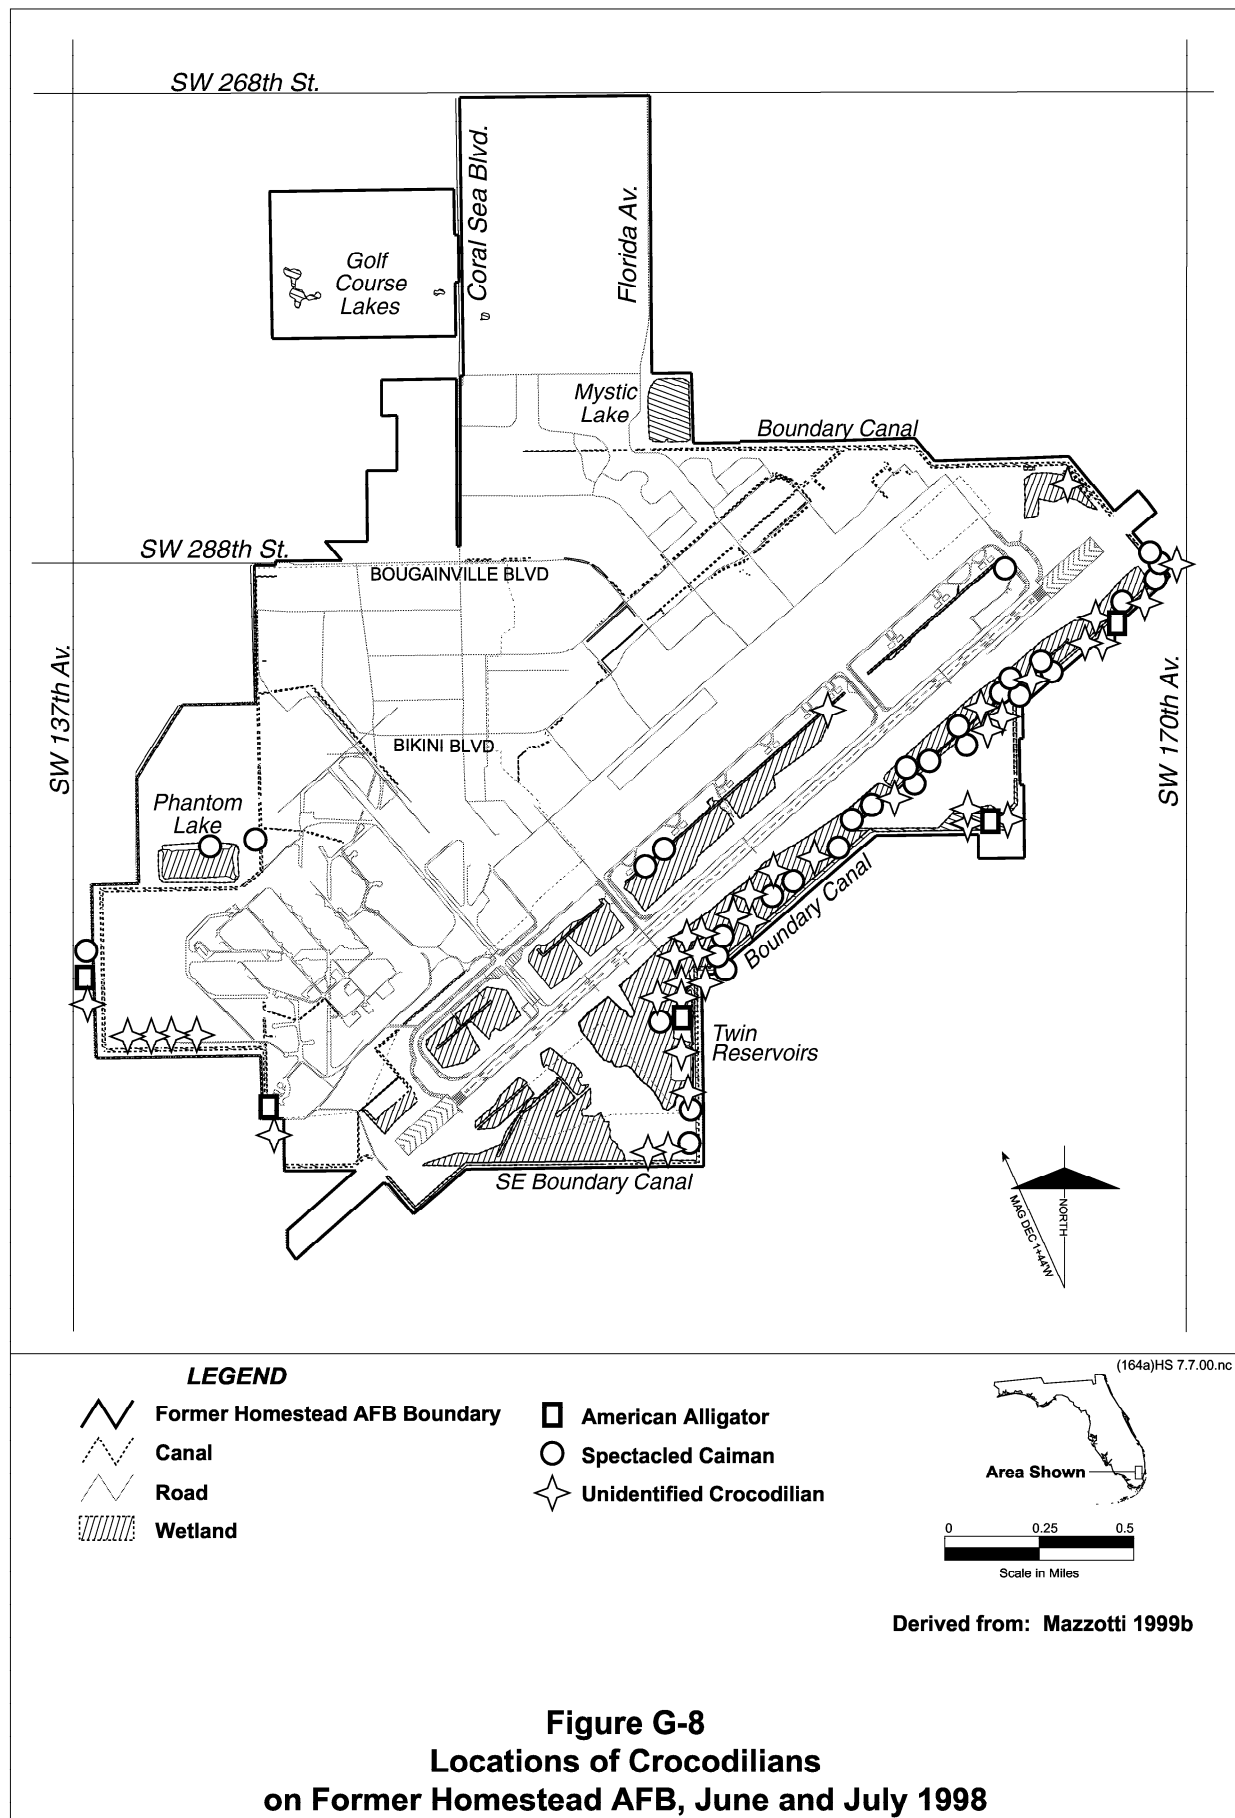 SW 268th St.
Coral Sea Blvd.
Florida Av.
Golf
Course
Lakes
Mystic
Lake
Boundary Canal
SW 288th St.
BOUGAINVILLE BLVD
SW 137th Av.
SW 170th Av.
BIKINI BLVD
Phantom
Lake
Boundary Canal
Twin
Reservoirs
SE Boundary Canal
NORTH
MAG DEC 1+44'W
(164a)HS 7.7.00.nc
LEGEND
Former Homestead AFB Boundary
Canal
Road
Wetland
American Alligator
Spectacled Caiman
Unidentified Crocodilian
Area Shown
0 0.25 0.5
Scale in Miles
Derived from: Mazzotti 1999b
Figure G-8
Locations of Crocodilians
on Former Homestead AFB, June and July 1998